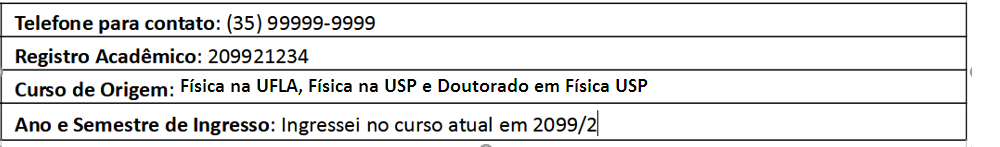 Telefone para contato: (35) 99999-9999
Registro Acadêmico: 209921234
Curso de Origem: Física na UFLA, Física na USP e Doutorado em Física USP
Ano e Semestre de Ingresso: Ingressei no curso atual em 2099/2